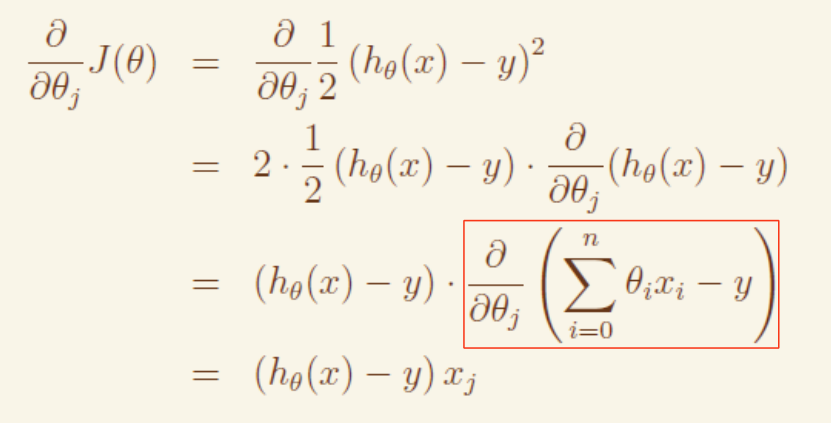 ∂/∂θ_j J(θ) = ∂/∂θ_j 1/2 (h_θ(x) − y)²
= 2 · 1/2 (h_θ(x) − y) · ∂/∂θ_j (h_θ(x) − y)
= (h_θ(x) − y) · ∂/∂θ_j (∑_{i=0}^{n} θ_i x_i − y)
= (h_θ(x) − y) x_j